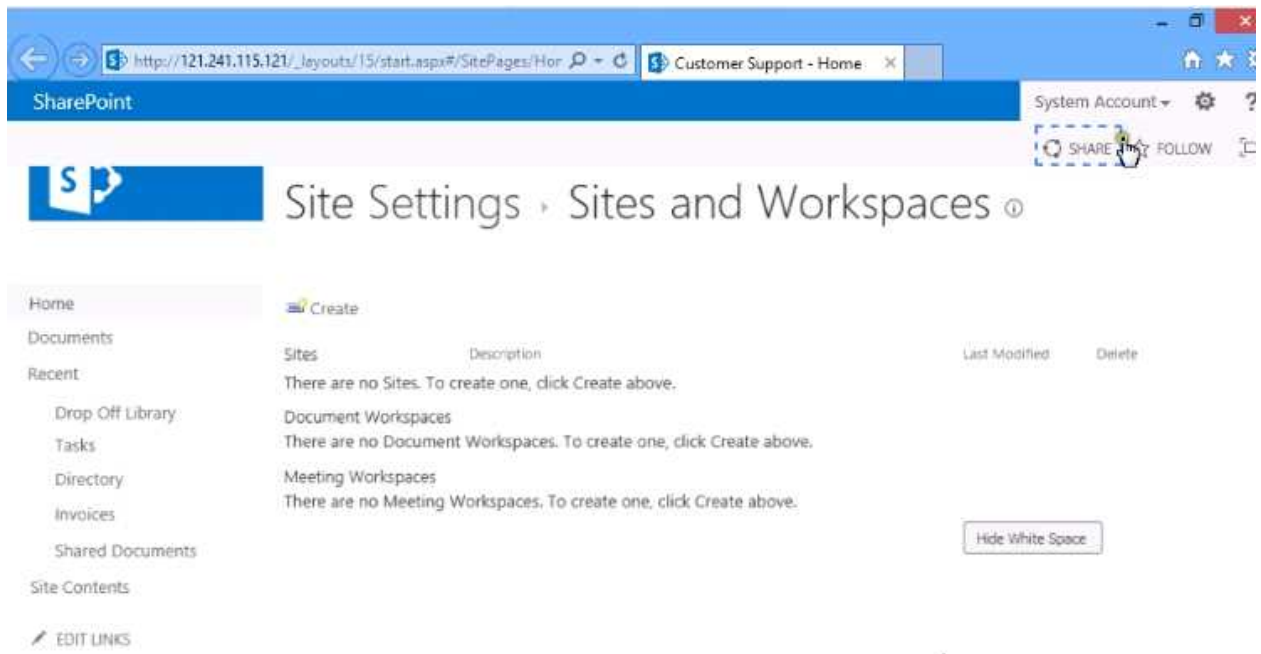 http://121.241.115.121/_layouts/15/start.aspx#/SitePages/Hor
Customer Support - Home
SharePoint
System Account
?
SHARE
FOLLOW
S
Site Settings › Sites and Workspaces
Home
Documents
Recent
Drop Off Library
Tasks
Directory
Invoices
Shared Documents
Site Contents
EDIT LINKS
Create
Sites Description Last Modified Delete
There are no Sites. To create one, click Create above.
Document Workspaces
There are no Document Workspaces. To create one, click Create above.
Meeting Workspaces
There are no Meeting Workspaces. To create one, click Create above.
Hide White Space